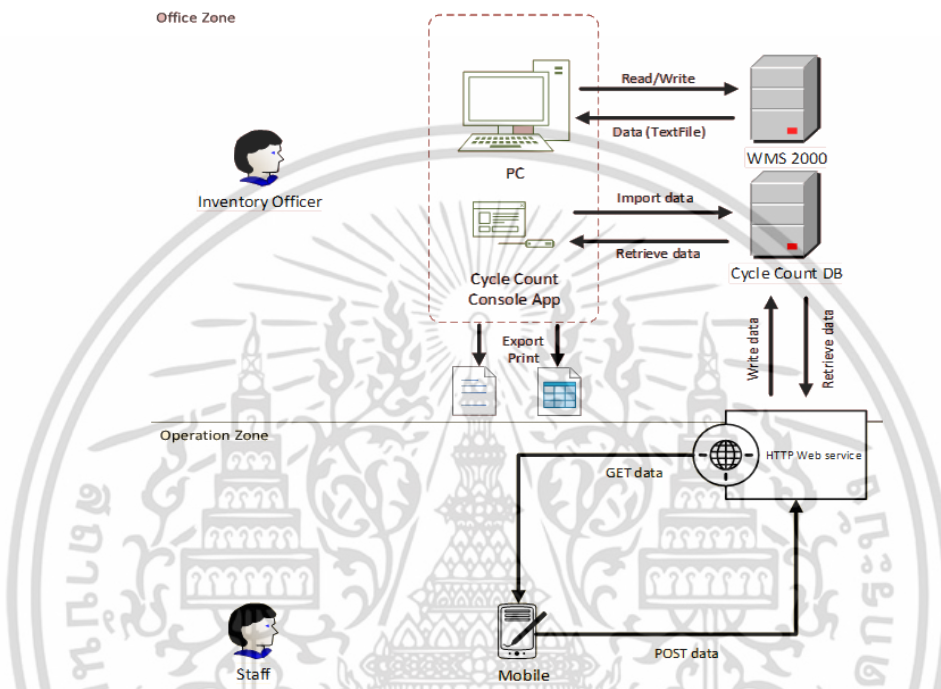 Office Zone
Read/Write
Data (TextFile)
PC
WMS 2000
Inventory Officer
Import data
Retrieve data
Cycle Count
Console App
Cycle Count DB
Export
Print
Write data
Retrieve data
Operation Zone
HTTP Web service
GET data
POST data
Staff
Mobile